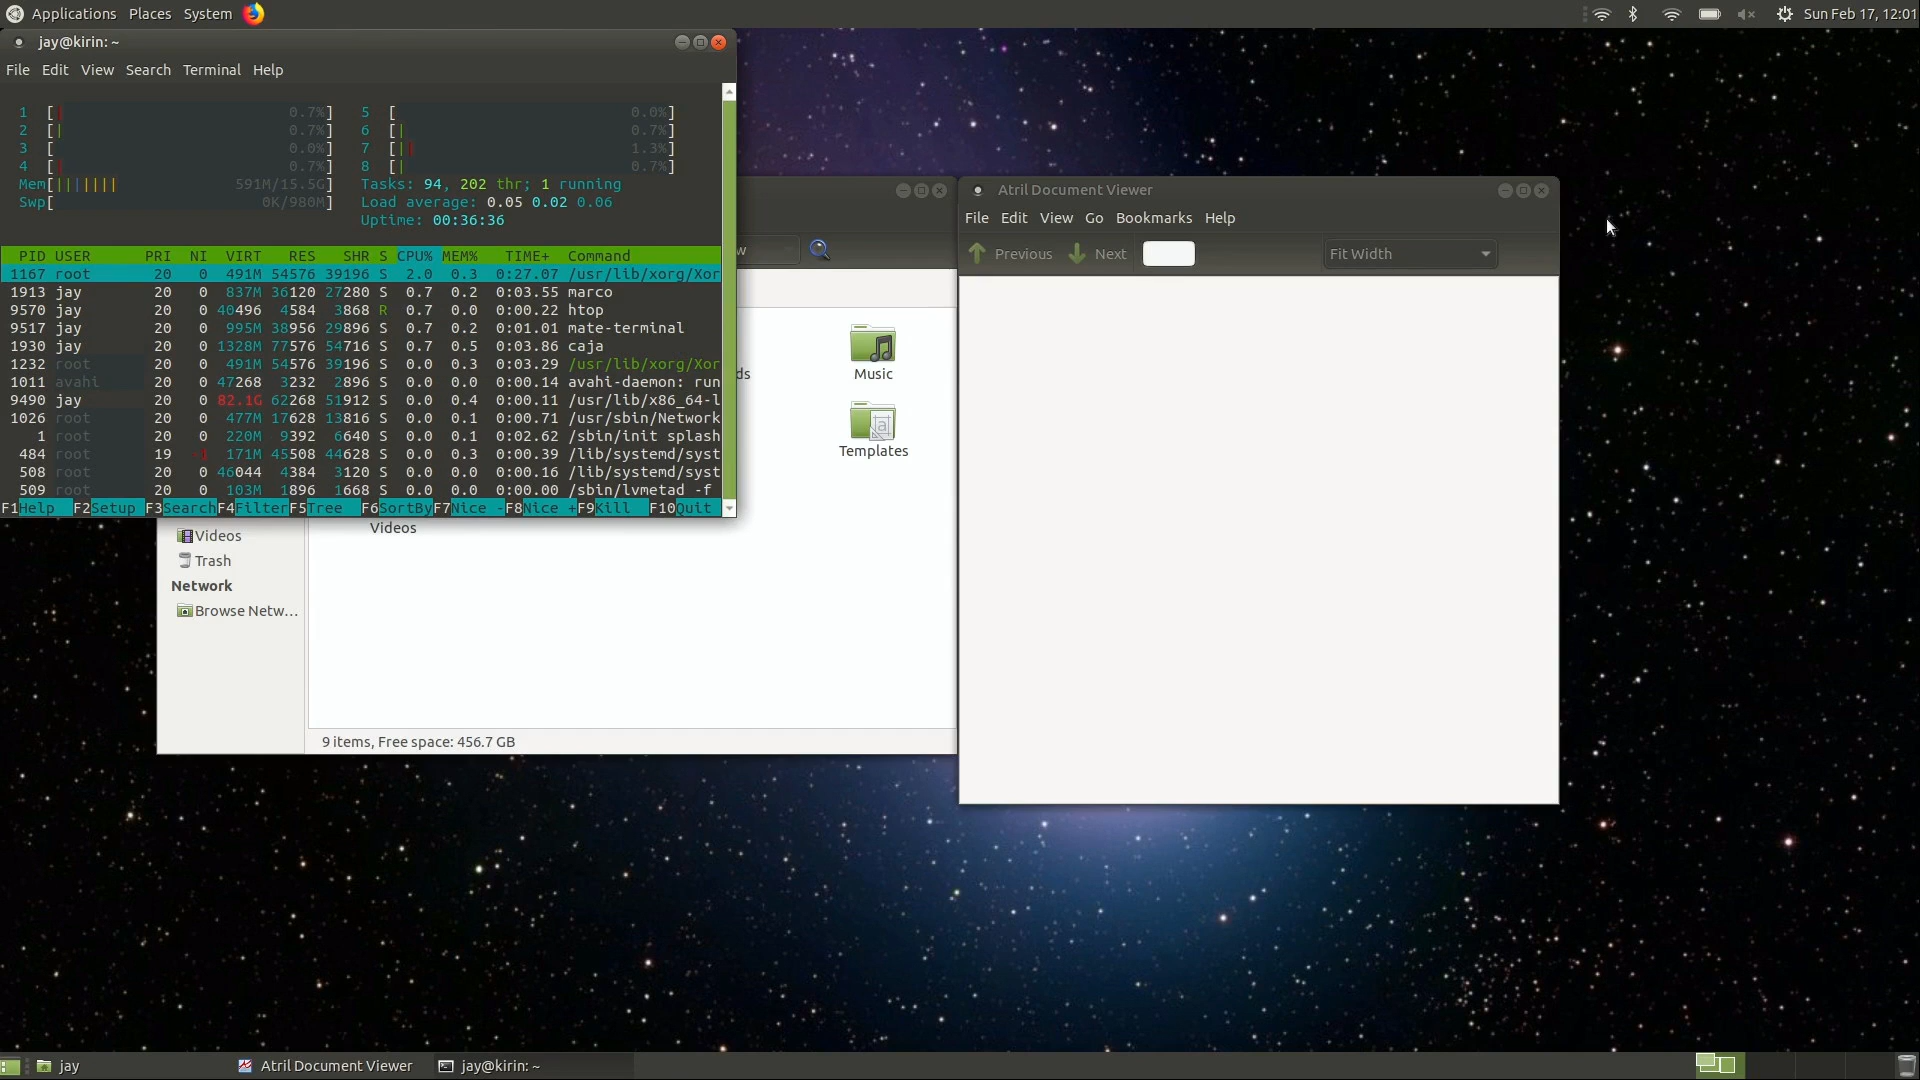 Applications Places System
Sun Feb 17, 12:01
jay@kirin: ~
File Edit View Search Terminal Help
1 [| 0.7%] 5 [ 0.0%]
2 [| 0.7%] 6 [| 0.7%]
3 [ 0.0%] 7 [|| 1.3%]
4 [| 0.7%] 8 [| 0.7%]
Mem[||||||| 591M/15.5G] Tasks: 94, 202 thr; 1 running
Swp[ 0K/980M] Load average: 0.05 0.02 0.06
Uptime: 00:36:36
PID USER PRI NI VIRT RES SHR S CPU% MEM% TIME+ Command
1167 root 20 0 491M 54576 39196 S 2.0 0.3 0:27.07 /usr/lib/xorg/Xor
1913 jay 20 0 837M 36120 27280 S 0.7 0.2 0:03.55 marco
9570 jay 20 0 40496 4584 3868 R 0.7 0.0 0:00.22 htop
9517 jay 20 0 995M 38956 29896 S 0.7 0.2 0:01.01 mate-terminal
1930 jay 20 0 1328M 77576 54716 S 0.7 0.5 0:03.86 caja
1232 root 20 0 491M 54576 39196 S 0.0 0.3 0:03.29 /usr/lib/xorg/Xor
1011 avahi 20 0 47268 3232 2896 S 0.0 0.0 0:00.14 avahi-daemon: run
9490 jay 20 0 82.1G 62268 51912 S 0.0 0.4 0:00.11 /usr/lib/x86_64-l
1026 root 20 0 477M 17628 13816 S 0.0 0.1 0:00.71 /usr/sbin/Network
1 root 20 0 220M 9392 6640 S 0.0 0.1 0:02.62 /sbin/init splash
484 root 19 -1 171M 45508 44628 S 0.0 0.3 0:00.39 /lib/systemd/syst
508 root 20 0 46044 4384 3120 S 0.0 0.0 0:00.16 /lib/systemd/syst
509 root 20 0 103M 1896 1668 S 0.0 0.0 0:00.00 /sbin/lvmetad -f
F1Help F2Setup F3SearchF4FilterF5Tree F6SortByF7Nice -F8Nice +F9Kill F10Quit
w
ds
Music
Templates
Videos
Videos
Trash
Network
Browse Netw...
9 items, Free space: 456.7 GB
Atril Document Viewer
File Edit View Go Bookmarks Help
Previous Next Fit Width
jay
Atril Document Viewer
jay@kirin: ~